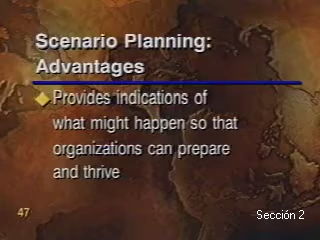 Scenario Planning:
Advantages
Provides indications of
what might happen so that
organizations can prepare
and thrive
47
Sección 2